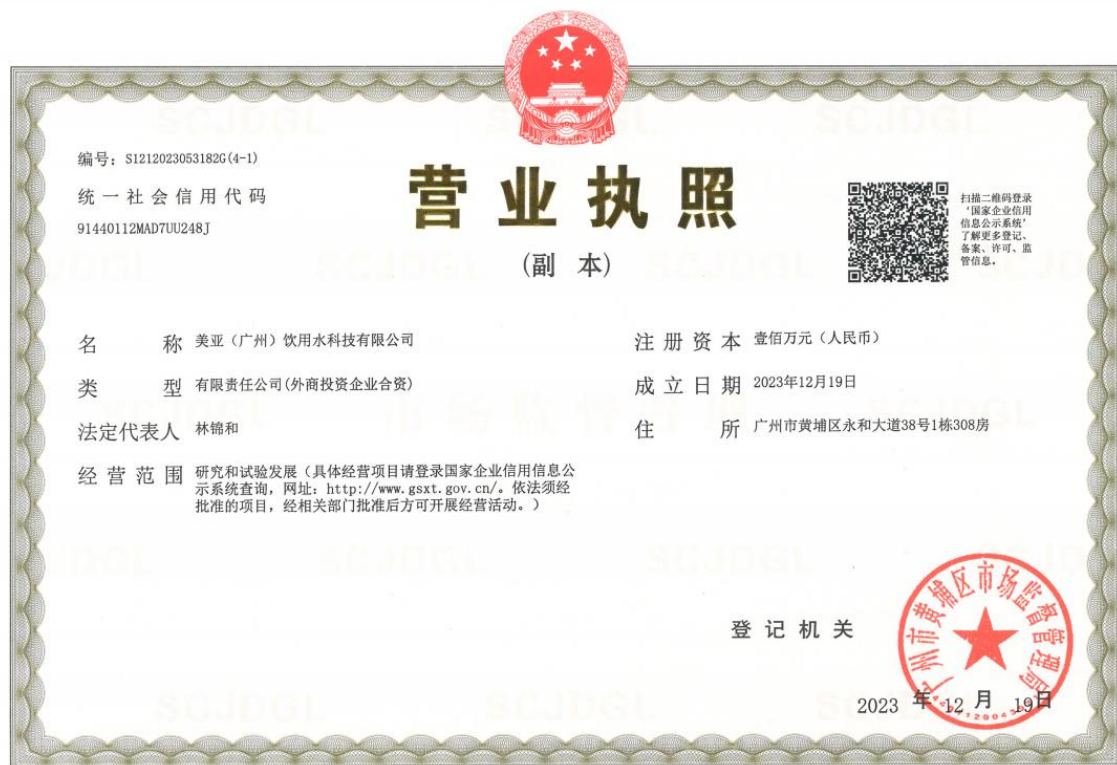 编号: S1212023053182G(4-1)
统一社会信用代码
91440112MAD7UU248J
营业执照
(副 本)
扫描二维码登录
‘国家企业信用
信息公示系统’
了解更多登记、
备案、许可、监
管信息。
名 称 美亚（广州）饮用水科技有限公司
类 型 有限责任公司(外商投资企业合资)
法定代表人 林锦和
经营范围 研究和试验发展（具体经营项目请登录国家企业信用信息公
示系统查询，网址：http://www.gsxt.gov.cn/。依法须经
批准的项目，经相关部门批准后方可开展经营活动。）
注册资本 壹佰万元（人民币）
成立日期 2023年12月19日
住 所 广州市黄埔区永和大道38号1栋308房
登记机关
广州市黄埔区市场监督管理局
2023 年 12 月 19日
SCJDGL